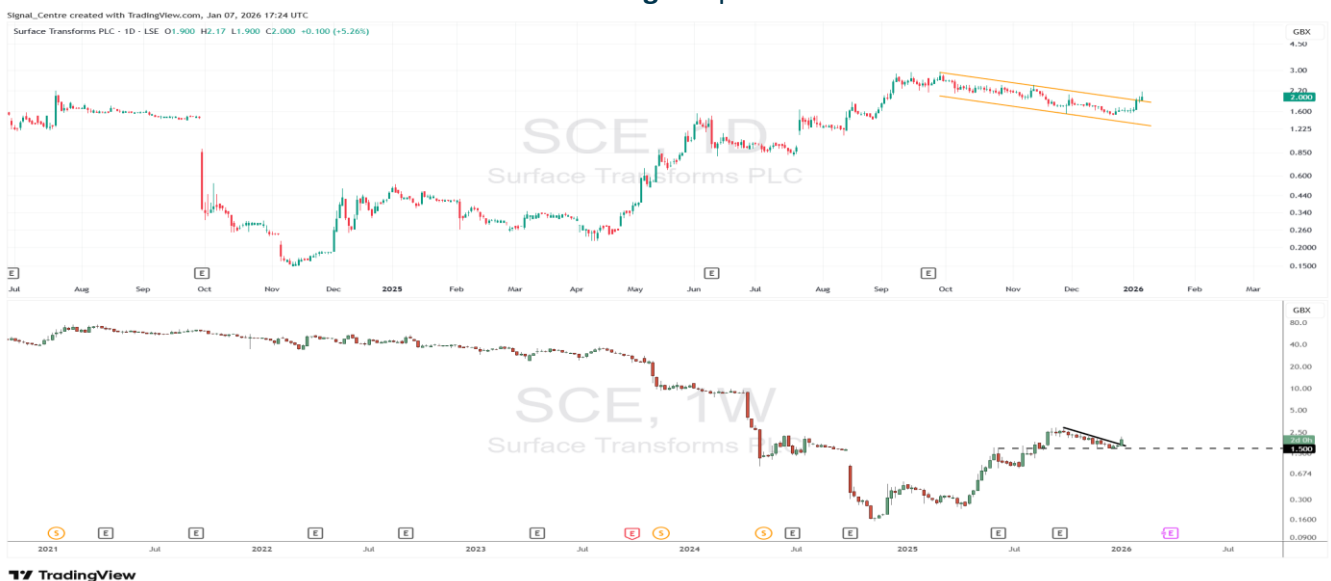 Signal_Centre created with TradingView.com, Jan 07, 2026 17:24 UTC
Surface Transforms PLC · 1D · LSE O1.900 H2.17 L1.900 C2.000 +0.100 (+5.26%)
GBX
4.50
3.00
2.20
2.000
1.600
1.225
0.850
0.600
0.440
0.340
0.260
0.2000
0.1500
SCE, 1D
Surface Transforms PLC
E E E E
Jul Aug Sep Oct Nov Dec 2025 Feb Mar Apr May Jun Jul Aug Sep Oct Nov Dec 2026 Feb Mar
GBX
80.0
40.0
20.00
10.00
5.00
2d 0h
1.500
0.674
0.300
0.1600
0.0900
SCE, 1W
Surface Transforms PLC
S E E E E E E S S E E E E E
2021 Jul 2022 Jul 2023 Jul 2024 Jul 2025 Jul 2026 Jul
TradingView